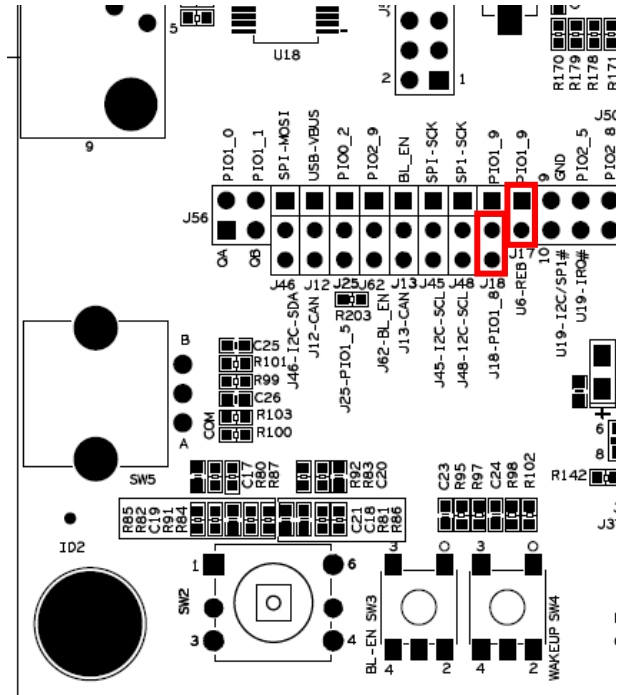 5
U18
2
1
R170
R179
R178
R171
9
PIO1_0
PIO1_1
SPI-MOSI
USB-VBUS
PIO0_2
PIO2_9
BL_EN
SPI-SCK
SP1-SCK
PIO1_9
PIO1_9
9
GND
PIO2_5
PIO2_8
J50
J56
QA
QB
J46
J12
J25
J62
J13
J45
J48
J18
J17
10
J46-I2C-SDA
J12-CAN
J25-PIO1_5
R203
J62-BL_EN
J13-CAN
J45-I2C-SCL
J48-I2C-SCL
J18-PIO1_8
U6-REB
U19-I2C/SP1#
U19-IRQ#
B
A
COM
C25
R101
R99
C26
R103
R100
SW5
+
6
8
R142
C17
R80
R87
R92
R83
C20
C23
R95
R97
C24
R98
R102
R85
R82
C19
R91
R84
C21
C18
R81
R86
ID2
1
6
SW2
3
4
3
0
BL-EN SW3
4
2
3
0
WAKEUP SW4
4
2